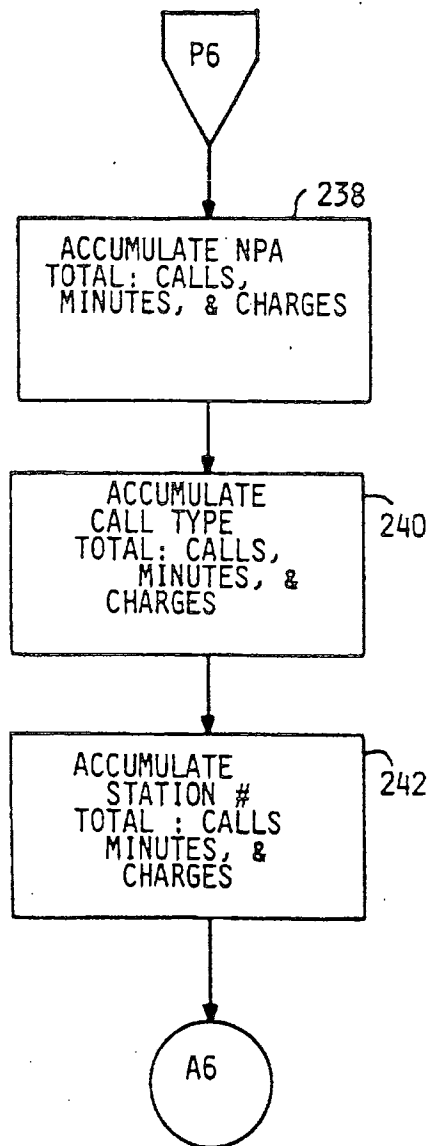 P6
238
ACCUMULATE NPA
TOTAL: CALLS,
MINUTES, & CHARGES
ACCUMULATE
CALL TYPE
TOTAL: CALLS,
MINUTES, &
CHARGES
240
ACCUMULATE
STATION #
TOTAL : CALLS
MINUTES, &
CHARGES
242
A6